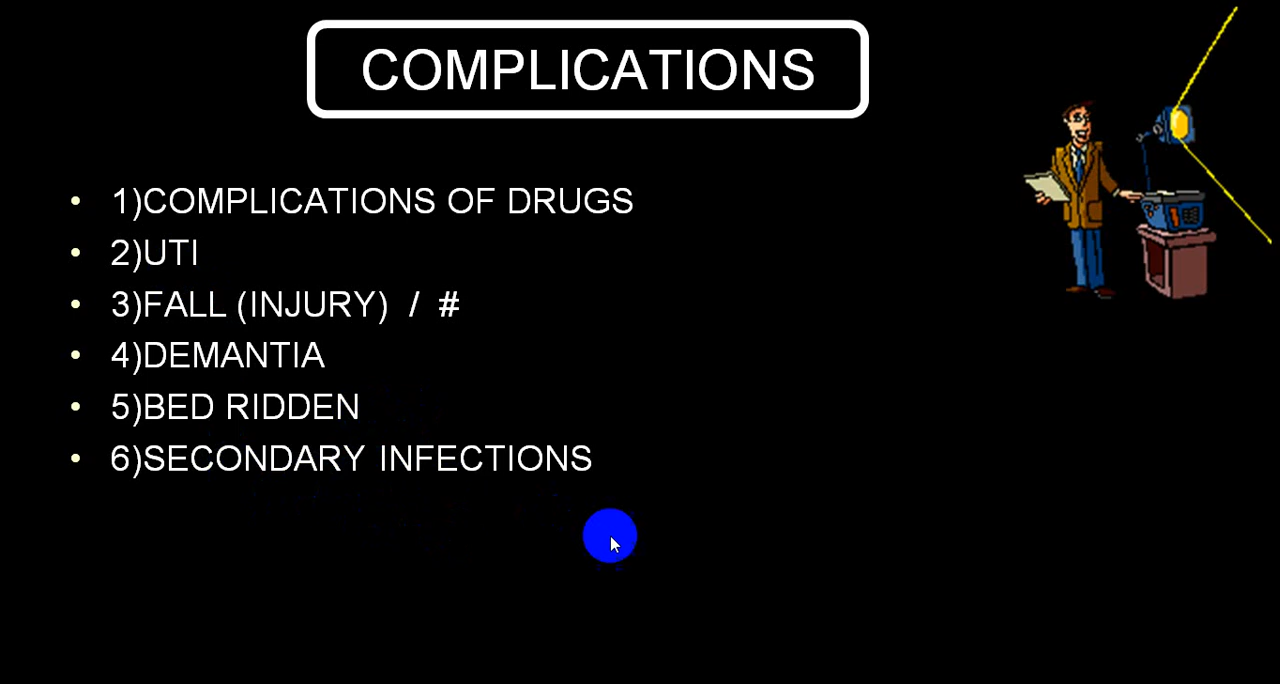 COMPLICATIONS
• 1)COMPLICATIONS OF DRUGS
• 2)UTI
• 3)FALL (INJURY) / #
• 4)DEMANTIA
• 5)BED RIDDEN
• 6)SECONDARY INFECTIONS